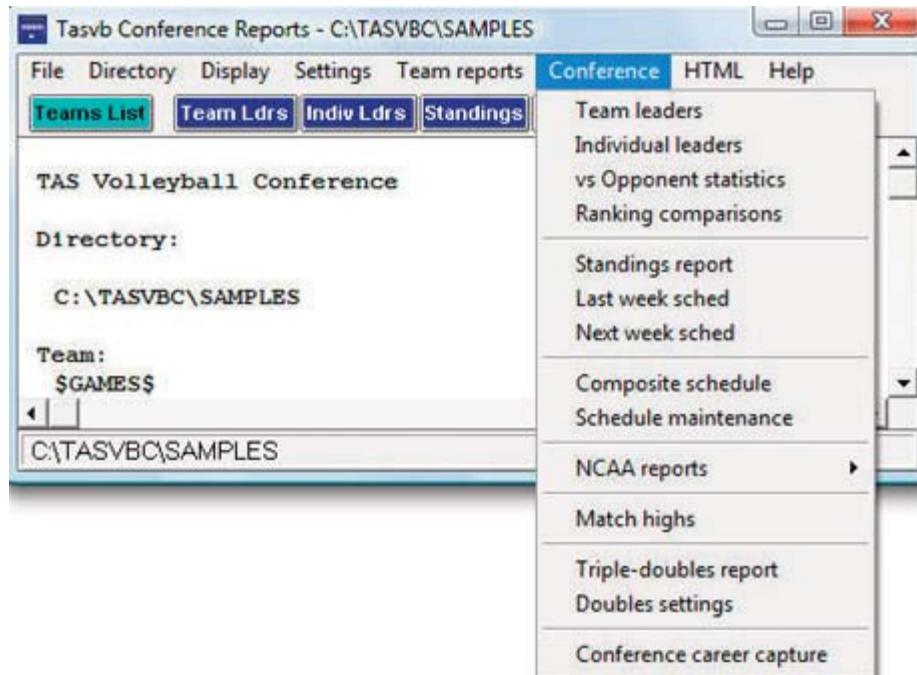 Tasvb Conference Reports - C:\TASVBC\SAMPLES
File Directory Display Settings Team reports Conference HTML Help
Teams List Team Ldrs Indiv Ldrs Standings
TAS Volleyball Conference
Directory:
C:\TASVBC\SAMPLES
Team:
$GAMES$
C:\TASVBC\SAMPLES
Team leaders
Individual leaders
vs Opponent statistics
Ranking comparisons
Standings report
Last week sched
Next week sched
Composite schedule
Schedule maintenance
NCAA reports
Match highs
Triple-doubles report
Doubles settings
Conference career capture